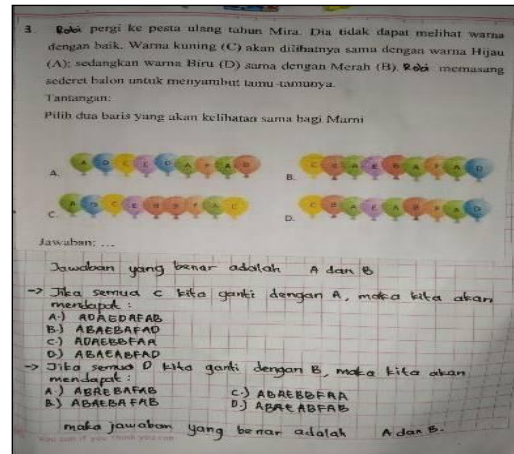 3. Robi pergi ke pesta ulang tahun Mira. Dia tidak dapat melihat warna
dengan baik. Warna kuning (C) akan dilihatnya sama dengan warna Hijau
(A); sedangkan warna Biru (D) sama dengan Merah (B). Robi memasang
sederet balon untuk menyambut tamu-tamunya.
Tantangan:
Pilih dua baris yang akan kelihatan sama bagi Marni
A.
B.
C.
D.
Jawaban: ...
Jawaban yang benar adalah A dan B
-> Jika semua C kita ganti dengan A, maka kita akan
mendapat :
A.) ADAEDAFAB
B.) ABAEBAFAD
C.) ADAEBBFAA
D.) ABAEABFAD
-> Jika semua D kita ganti dengan B, maka kita akan
mendapat :
A.) ABAEBAFAB C.) ABAEBBFAA
B.) ABAEBAFAB D.) ABAEABFAB
maka jawaban yang benar adalah A dan B.